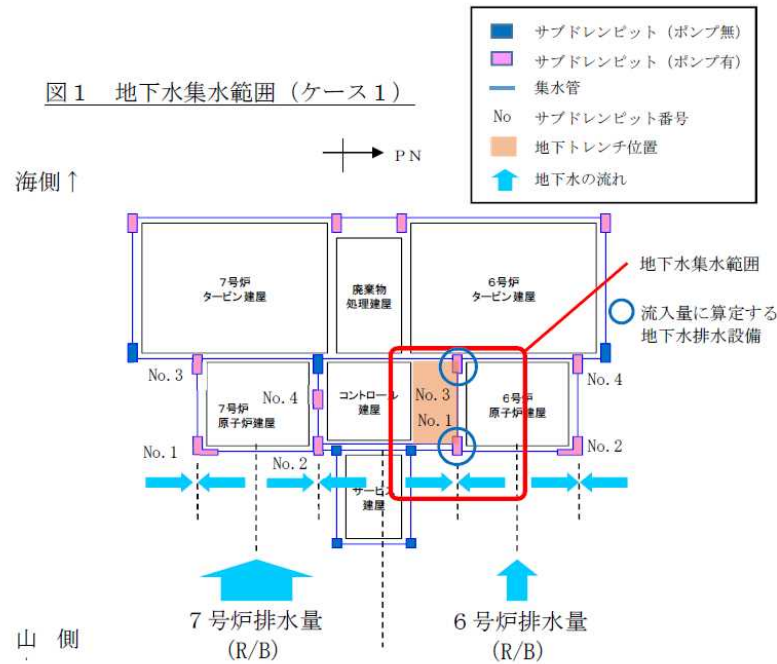 サブドレンピット（ポンプ無）
サブドレンピット（ポンプ有）
集水管
No サブドレンピット番号
地下トレンチ位置
地下水の流れ
図１　地下水集水範囲（ケース１）
PN
海側↑
7号炉
タービン建屋
廃棄物
処理建屋
6号炉
タービン建屋
地下水集水範囲
流入量に算定する
地下水排水設備
No.3
7号炉
原子炉建屋
No.4
コントロール
建屋
No.3
No.1
6号炉
原子炉建屋
No.4
No.1
No.2
サービス
建屋
No.2
７号炉排水量
(R/B)
６号炉排水量
(R/B)
山　側